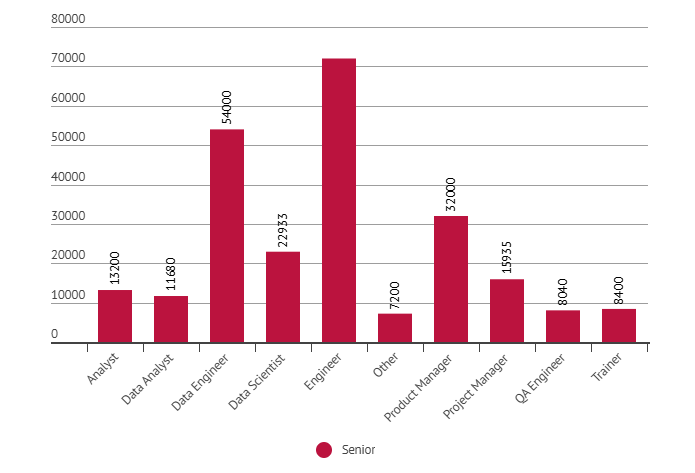 80000
70000
60000
50000
40000
30000
20000
10000
0
13200
11680
54000
22933
7200
32000
15935
8040
8400
Analyst
Data Analyst
Data Engineer
Data Scientist
Engineer
Other
Product Manager
Project Manager
QA Engineer
Trainer
Senior